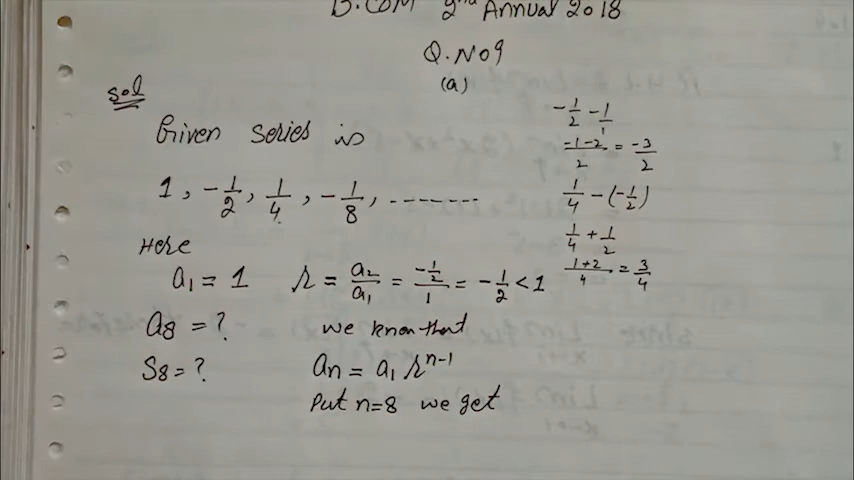 B.COM 2nd Annual 2018
Q.No9
(a)
Sol
Given series is
1, -1/2, 1/4, -1/8, --------
Here
a₁ = 1 r = a₂/a₁ = (-1/2)/1 = -1/2 < 1
a₈ = ? we know that
S₈ = ? aₙ = a₁ rⁿ⁻¹
Put n=8 we get
-1/2 - 1/1
(-1-2)/2 = -3/2
1/4 - (-1/2)
1/4 + 1/2
(1+2)/4 = 3/4